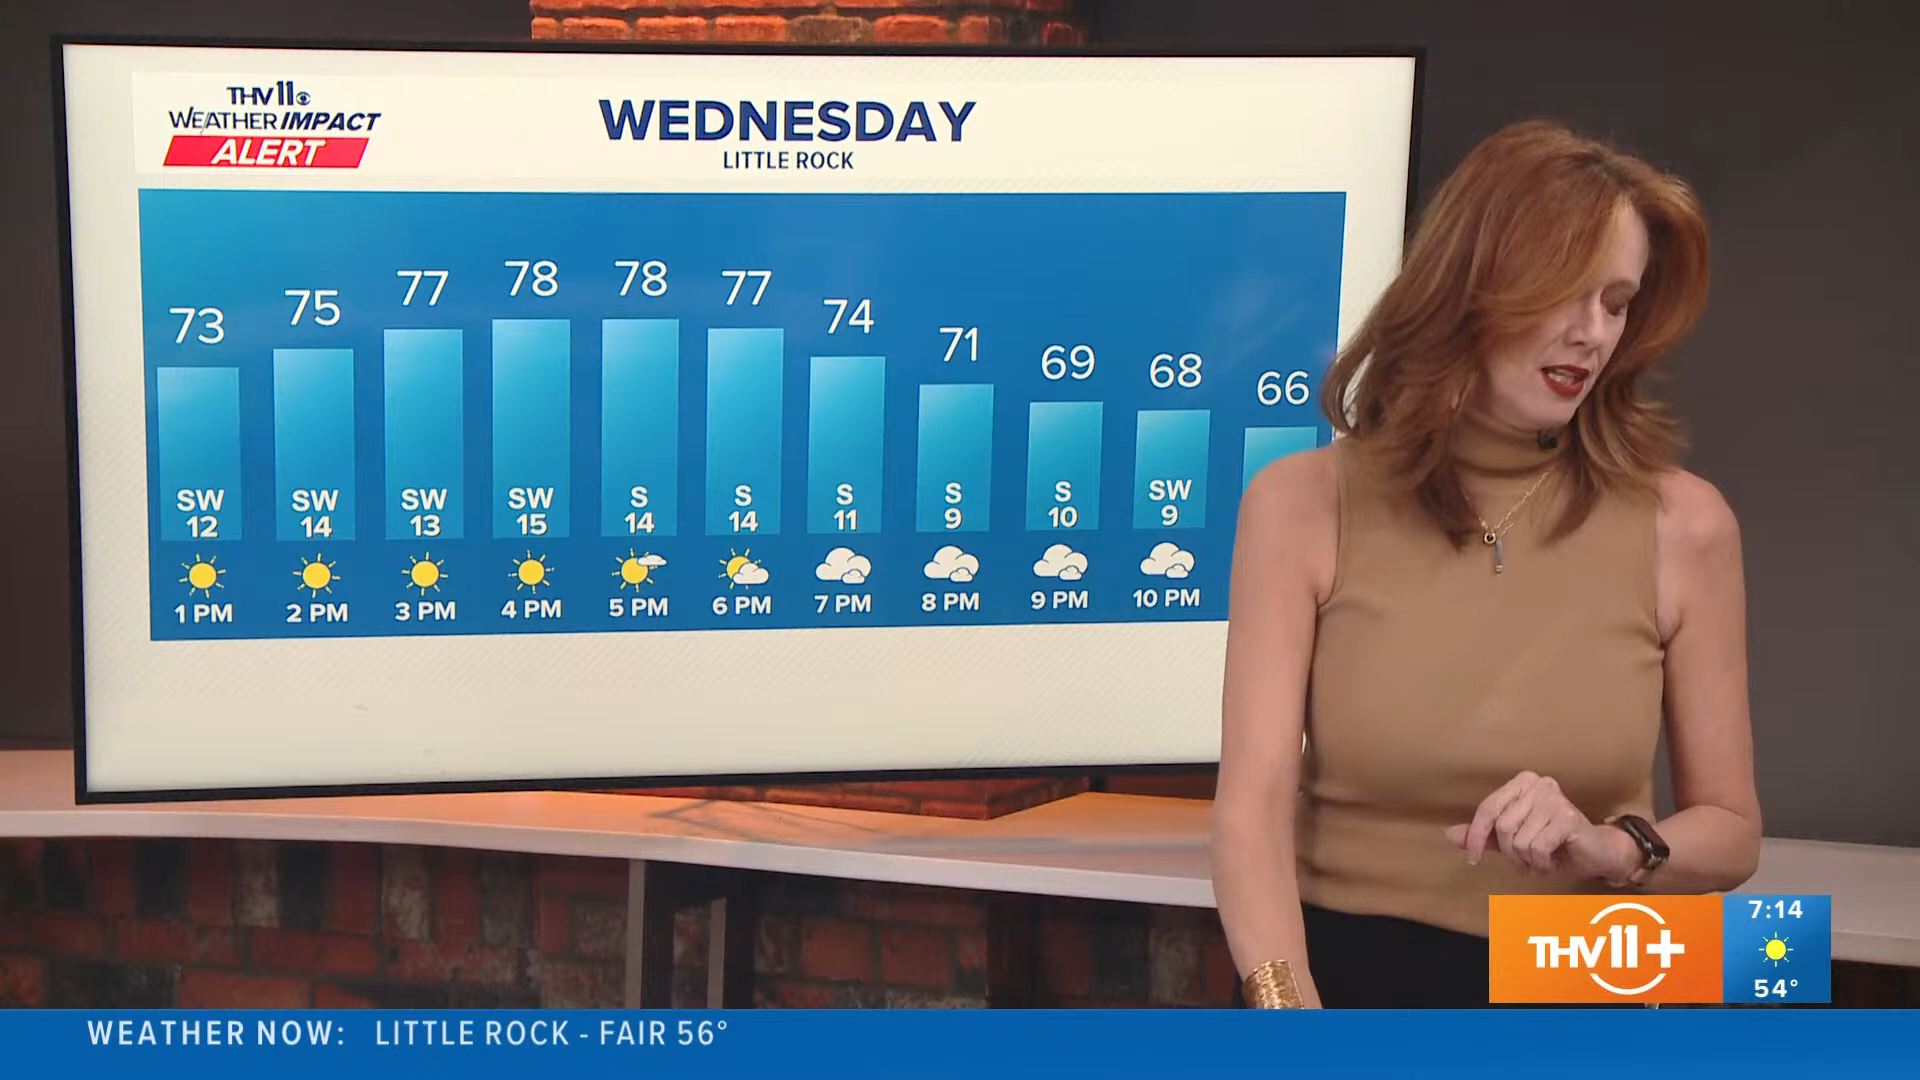 THV11
WEATHER IMPACT
ALERT
WEDNESDAY
LITTLE ROCK
73 75 77 78 78 77 74 71 69 68 66
SW SW SW SW S S S S S SW
12 14 13 15 14 14 11 9 10 9
1 PM 2 PM 3 PM 4 PM 5 PM 6 PM 7 PM 8 PM 9 PM 10 PM
THV11+
7:14
54°
WEATHER NOW: LITTLE ROCK - FAIR 56°